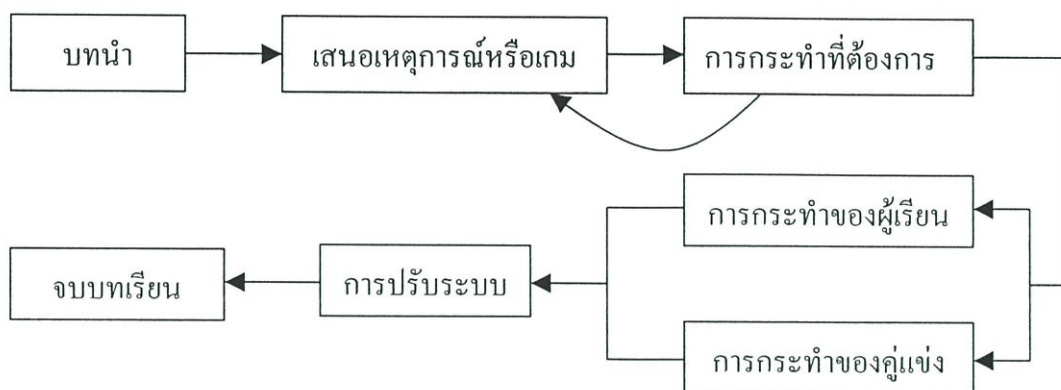 บทนำ
เสนอเหตุการณ์หรือเกม
การกระทำที่ต้องการ
การกระทำของผู้เรียน
จบบทเรียน
การปรับระบบ
การกระทำของคู่แข่ง